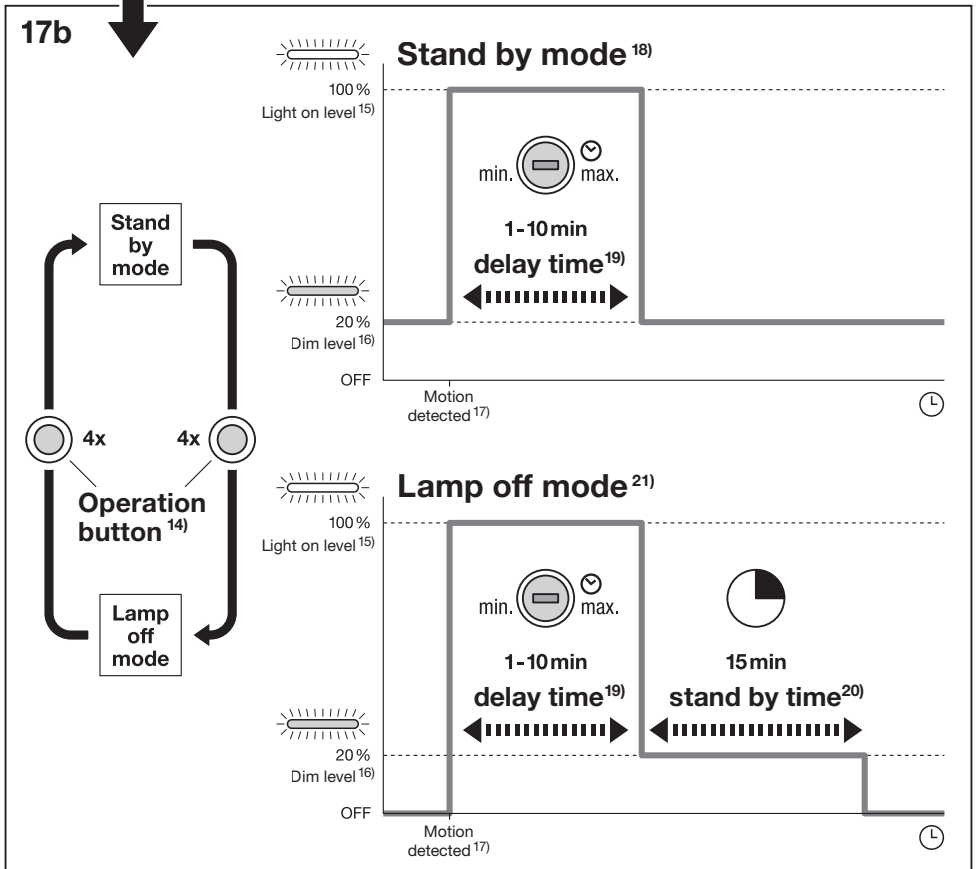 17b
Stand by mode 18)
100 %
Light on level 15)
min. max.
1-10 min
delay time 19)
20 %
Dim level 16)
OFF
Motion
detected 17)
Stand
by
mode
4x 4x
Operation
button 14)
Lamp
off
mode
Lamp off mode 21)
100 %
Light on level 15)
min. max.
1-10 min
delay time 19)
15 min
stand by time 20)
20 %
Dim level 16)
OFF
Motion
detected 17)